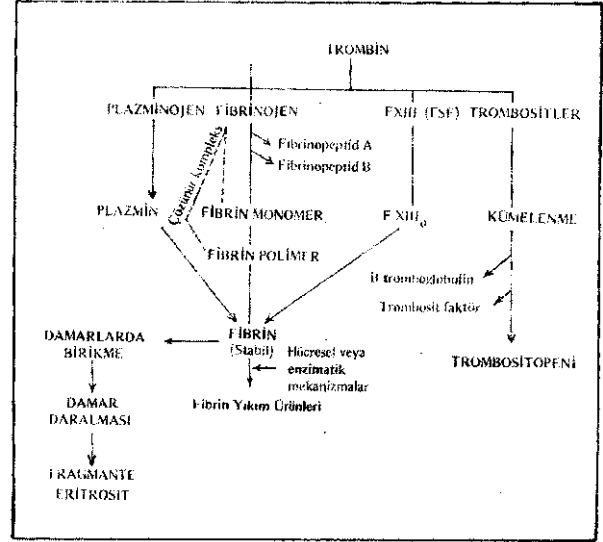 TROMBİN
PLAZMİNOJEN FİBRİNOJEN FXIII (FSF) TROMBOSİTLER
Fibrinopeptid A
Fibrinopeptid B
Çözünür kompleks
PLAZMİN FİBRİN MONOMER F XIIIa KÜMELENME
FİBRİN POLİMER
B tromboglobulin
Trombosit faktör
DAMARLARDA
BİRİKME
FİBRİN
(Stabil)
Hücresel veya
enzimatik
mekanizmalar
TROMBOSİTOPENİ
Fibrin Yıkım Ürünleri
DAMAR
DARALMASI
FRAGMANTE
ERİTROSİT